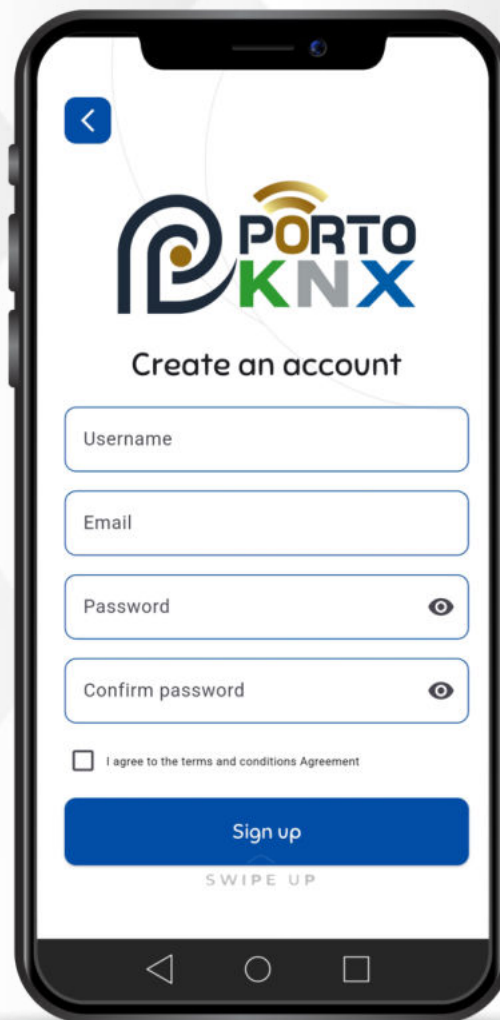 PORTO
KNX
Create an account
Username
Email
Password
Confirm password
I agree to the terms and conditions Agreement
Sign up
SWIPE UP